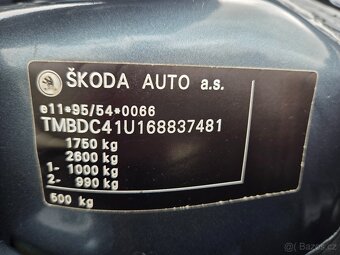 ŠKODA AUTO a.s.
e11*95/54*0066
TMBDC41U168837481
1750 kg
2600 kg
1- 1000 kg
2- 990 kg
500 kg
Bazoš.cz